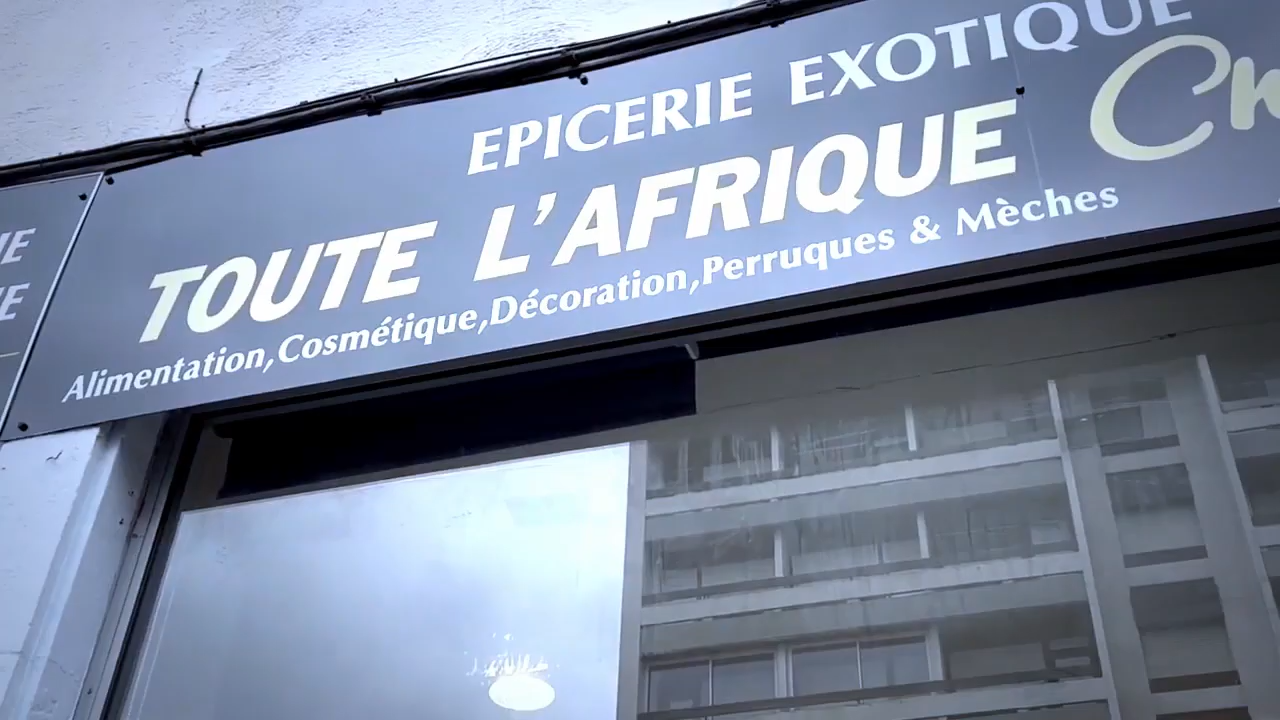 EPICERIE EXOTIQUE
TOUTE L'AFRIQUE
Alimentation,Cosmétique,Décoration,Perruques & Mèches